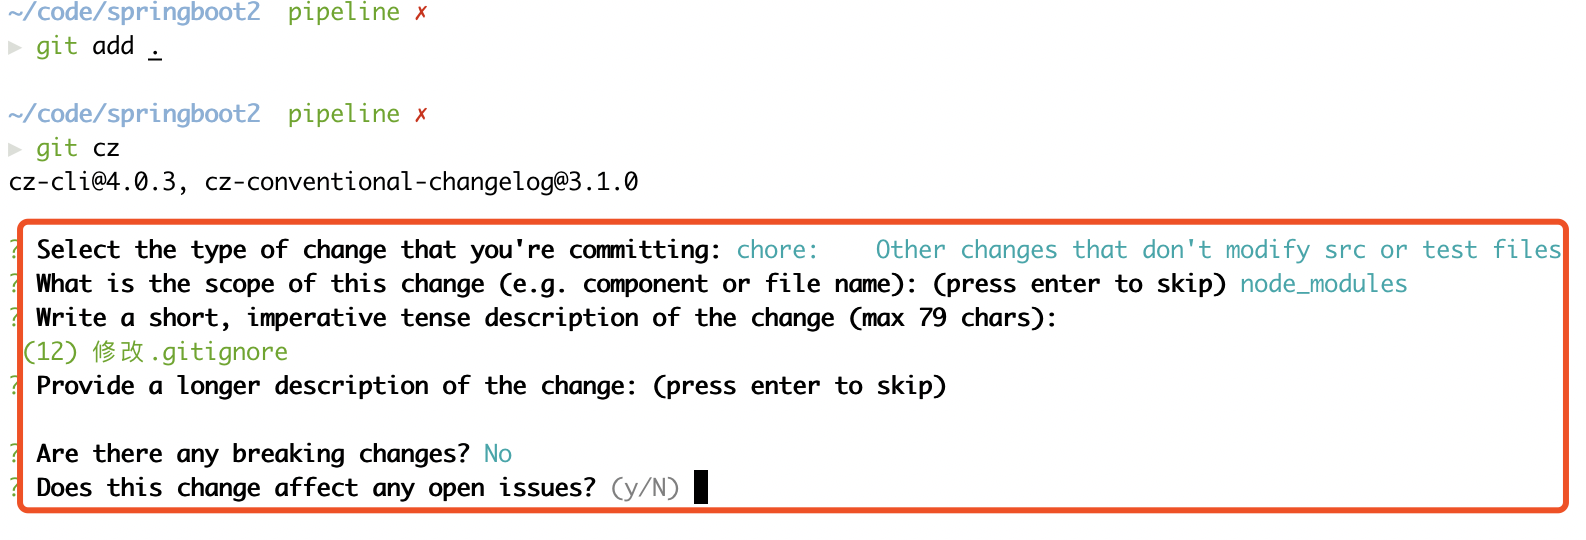 ~/code/springboot2  pipeline ✗
▶ git add .
~/code/springboot2  pipeline ✗
▶ git cz
cz-cli@4.0.3, cz-conventional-changelog@3.1.0
? Select the type of change that you're committing: chore:    Other changes that don't modify src or test files
? What is the scope of this change (e.g. component or file name): (press enter to skip) node_modules
? Write a short, imperative tense description of the change (max 79 chars):
(12) 修改.gitignore
? Provide a longer description of the change: (press enter to skip)
? Are there any breaking changes? No
? Does this change affect any open issues? (y/N)